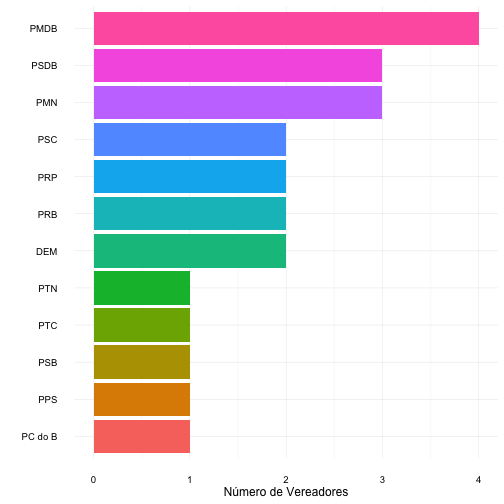 PMDB
PSDB
PMN
PSC
PRP
PRB
DEM
PTN
PTC
PSB
PPS
PC do B
0 1 2 3 4
Número de Vereadores